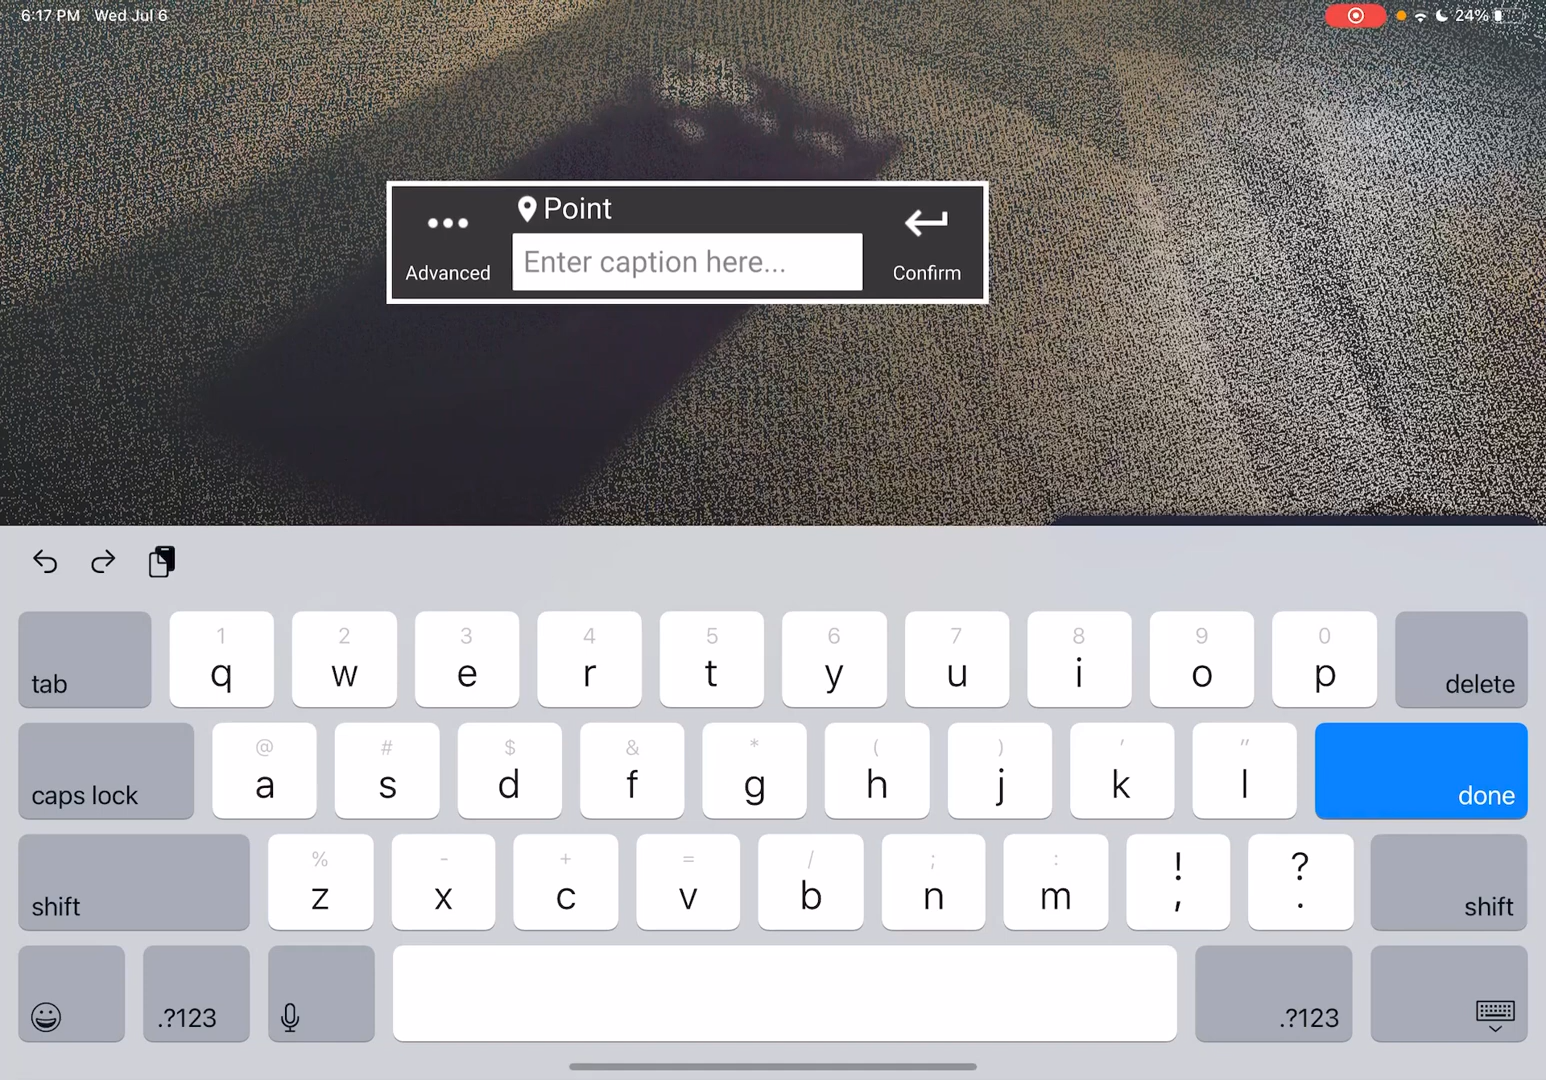 6:17 PM Wed Jul 6
24%
Point
Enter caption here...
Advanced
Confirm
1 2 3 4 5 6 7 8 9 0
tab q w e r t y u i o p delete
@ # $ & * ( ) ' "
caps lock a s d f g h j k l done
% - + = / ; : ! ?
shift z x c v b n m , . shift
.?123 .?123